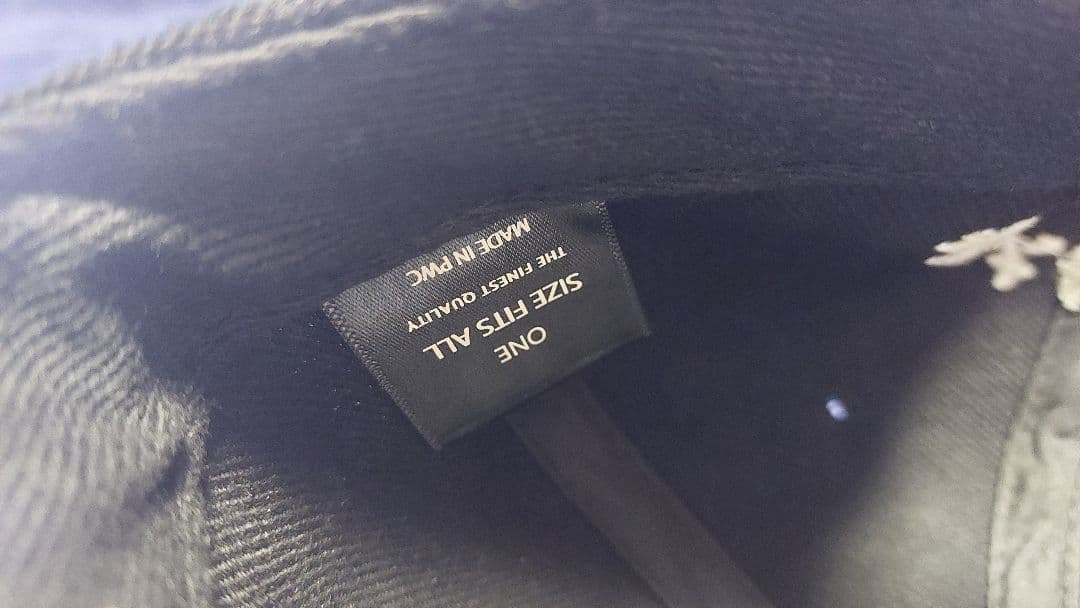 ONE
SIZE FITS ALL
THE FINEST QUALITY
MADE IN PWC